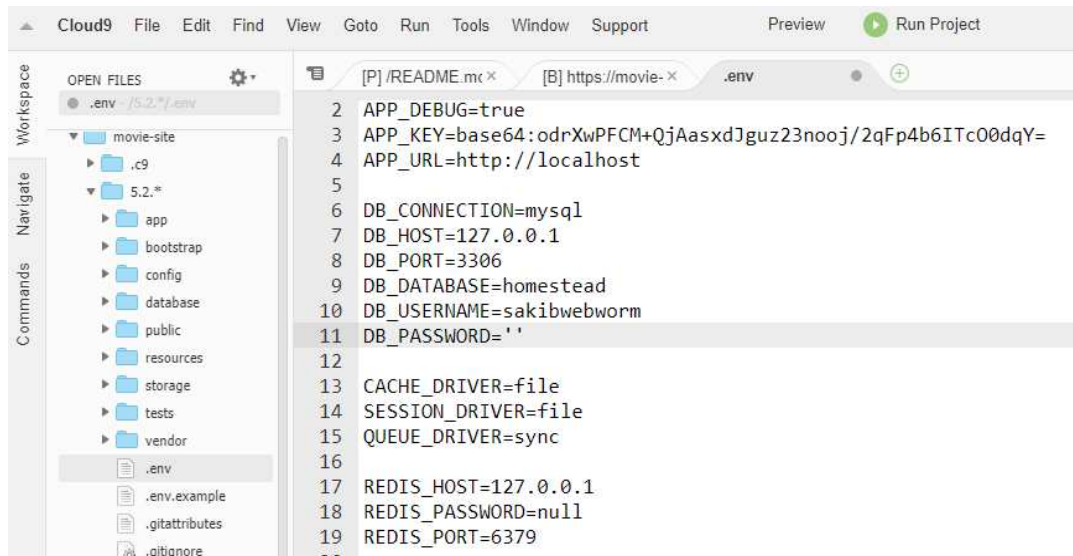 Cloud9 File Edit Find View Goto Run Tools Window Support Preview Run Project
Workspace
Navigate
Commands
OPEN FILES
.env - /5.2.*/.env
movie-site
.c9
5.2.*
app
bootstrap
config
database
public
resources
storage
tests
vendor
.env
.env.example
.gitattributes
.gitignore
[P] /README.mc × [B] https://movie- × .env
2 APP_DEBUG=true
3 APP_KEY=base64:odrXwPFCM+QjAasxdJguz23nooj/2qFp4b6ITcO0dqY=
4 APP_URL=http://localhost
5
6 DB_CONNECTION=mysql
7 DB_HOST=127.0.0.1
8 DB_PORT=3306
9 DB_DATABASE=homestead
10 DB_USERNAME=sakibwebworm
11 DB_PASSWORD=''
12
13 CACHE_DRIVER=file
14 SESSION_DRIVER=file
15 QUEUE_DRIVER=sync
16
17 REDIS_HOST=127.0.0.1
18 REDIS_PASSWORD=null
19 REDIS_PORT=6379